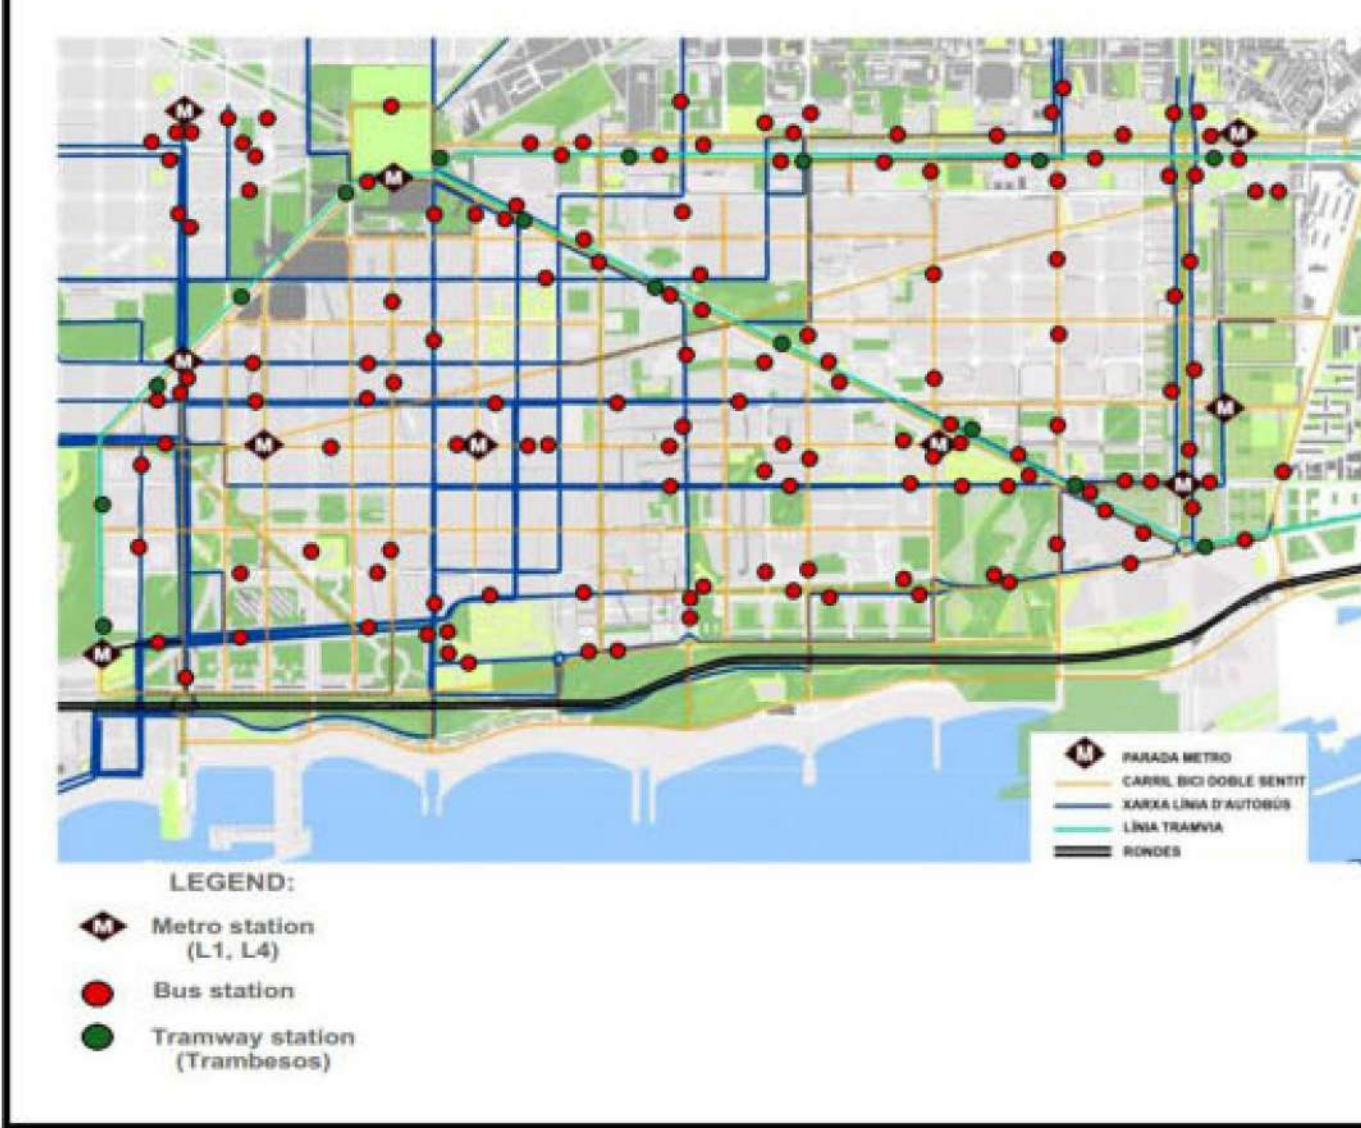 PARADA METRO
CARRIL BICI DOBLE SENTIT
XARXA LÍNIA D'AUTOBÚS
LÍNIA TRAMVIA
RONDES
LEGEND:
M Metro station
(L1, L4)
Bus station
Tramway station
(Trambesos)